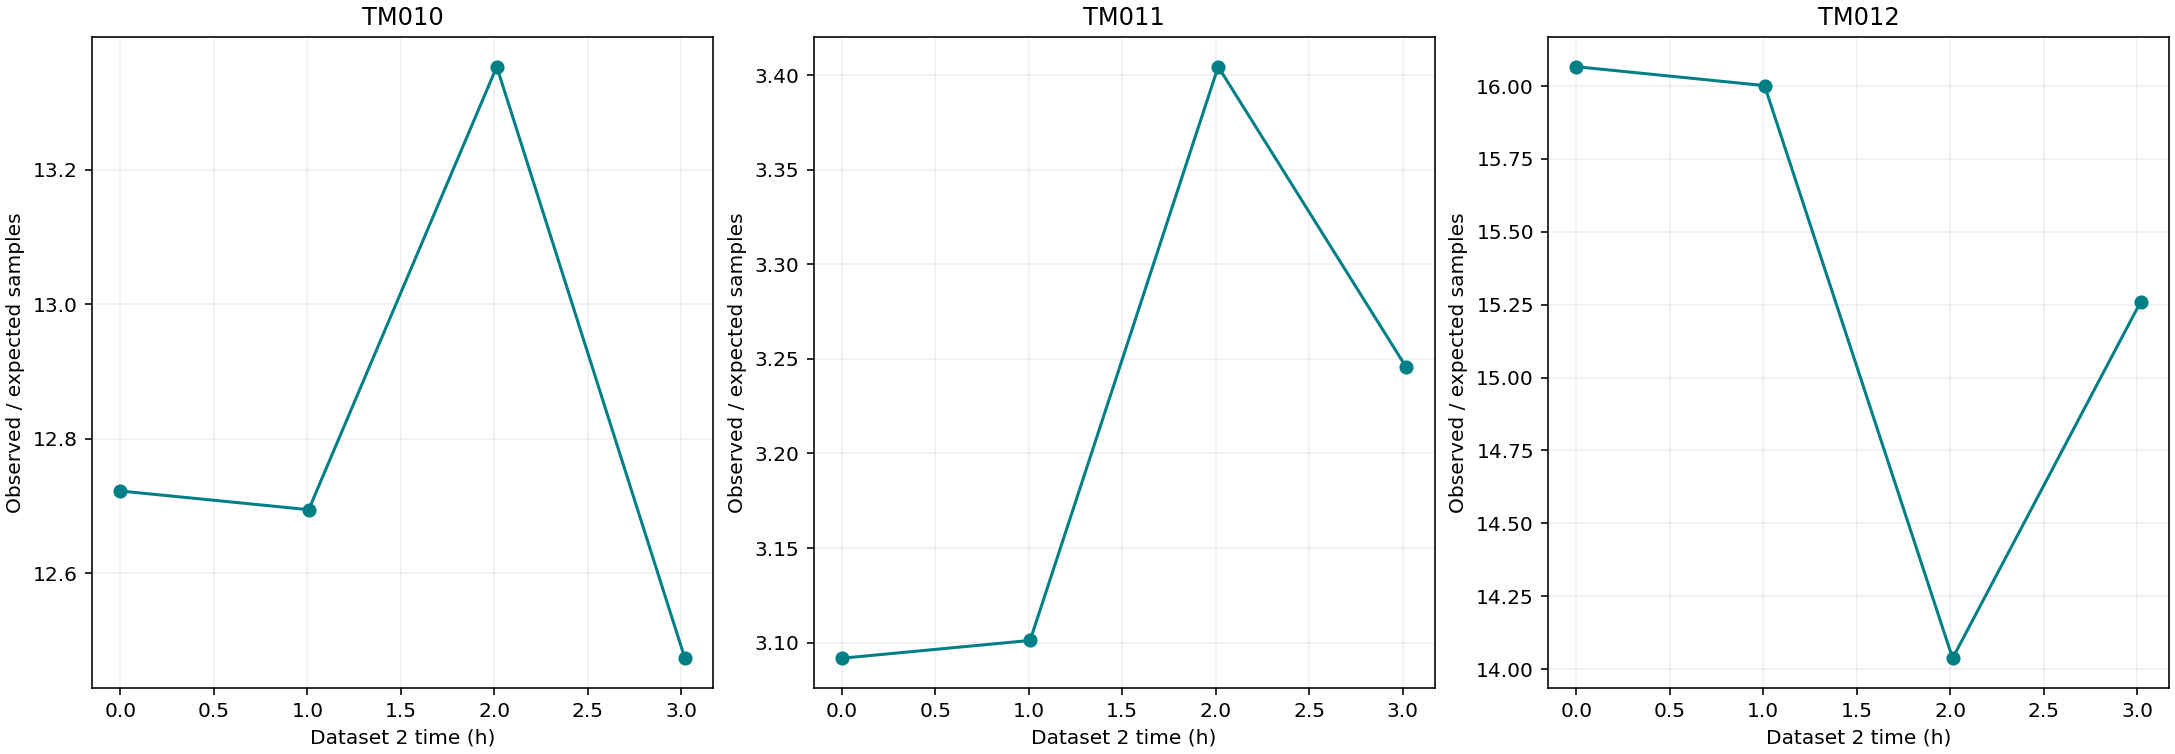 TM010
Observed / expected samples
13.2
13.0
12.8
12.6
0.0 0.5 1.0 1.5 2.0 2.5 3.0
Dataset 2 time (h)
TM011
Observed / expected samples
3.40
3.35
3.30
3.25
3.20
3.15
3.10
0.0 0.5 1.0 1.5 2.0 2.5 3.0
Dataset 2 time (h)
TM012
Observed / expected samples
16.00
15.75
15.50
15.25
15.00
14.75
14.50
14.25
14.00
0.0 0.5 1.0 1.5 2.0 2.5 3.0
Dataset 2 time (h)